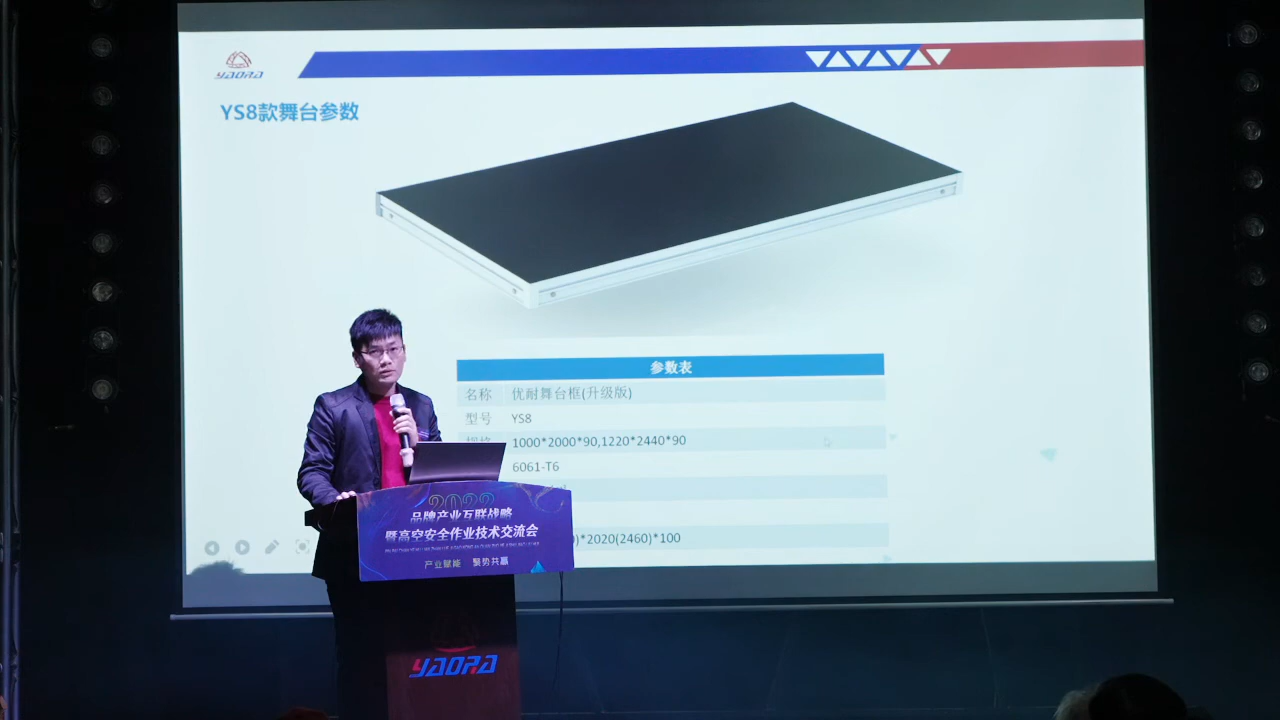 YAORA
YS8款舞台参数
参数表
名称 优耐舞台框(升级版)
型号 YS8
规格 1000*2000*90,1220*2440*90
6061-T6
)*2020(2460)*100
2022
品牌产业互联战略
暨高空安全作业技术交流会
产业赋能 聚势共赢
YAORA